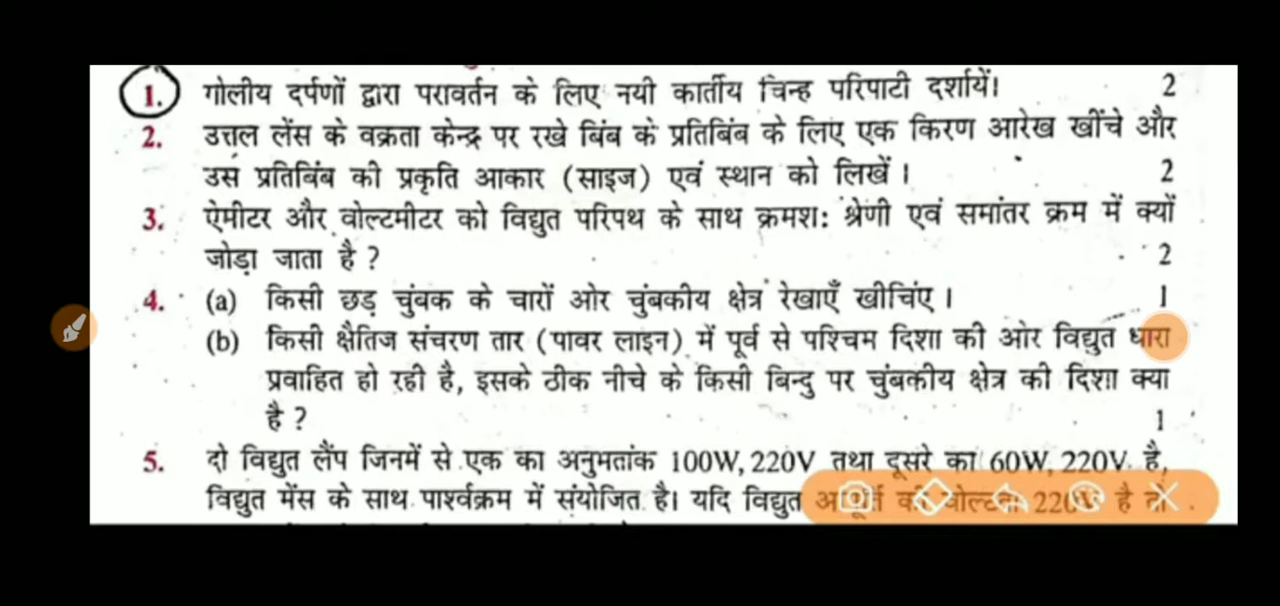 1. गोलीय दर्पणों द्वारा परावर्तन के लिए नयी कार्तीय चिन्ह परिपाटी दर्शायें। 2
2. उत्तल लेंस के वक्रता केन्द्र पर रखे बिंब के प्रतिबिंब के लिए एक किरण आरेख खींचे और
उस प्रतिबिंब की प्रकृति आकार (साइज) एवं स्थान को लिखें । 2
3. ऐमीटर और वोल्टमीटर को विद्युत परिपथ के साथ क्रमशः श्रेणी एवं समांतर क्रम में क्यों
जोड़ा जाता है ? 2
4. (a) किसी छड़ चुंबक के चारों ओर चुंबकीय क्षेत्र रेखाएँ खीचिंए । 1
(b) किसी क्षैतिज संचरण तार (पावर लाइन) में पूर्व से पश्चिम दिशा की ओर विद्युत धारा
प्रवाहित हो रही है, इसके ठीक नीचे के किसी बिन्दु पर चुंबकीय क्षेत्र की दिशा क्या
है ? 1
5. दो विद्युत लैंप जिनमें से एक का अनुमतांक 100W, 220V तथा दूसरे का 60W, 220V है,
विद्युत मेंस के साथ पार्श्वक्रम में संयोजित है। यदि विद्युत की 220V है तो